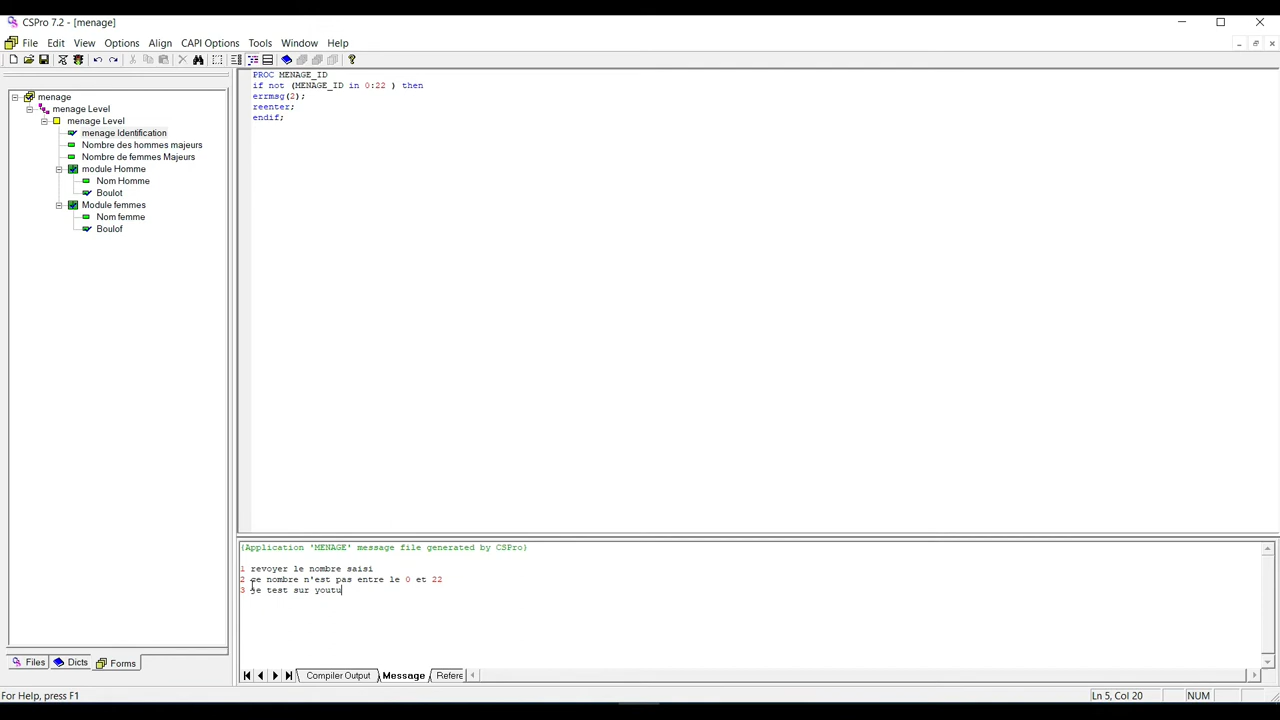 CSPro 7.2 - [menage]
File Edit View Options Align CAPI Options Tools Window Help
menage
menage Level
menage Level
menage Identification
Nombre des hommes majeurs
Nombre de femmes Majeurs
module Homme
Nom Homme
Boulot
Module femmes
Nom femme
Boulof
Files Dicts Forms
PROC MENAGE_ID
if not (MENAGE_ID in 0:22 ) then
errmsg(2);
reenter;
endif;
{Application 'MENAGE' message file generated by CSPro}
1 revoyer le nombre saisi
2 ce nombre n'est pas entre le 0 et 22
3 je test sur youtu
Compiler Output Message Refere
For Help, press F1 Ln 5, Col 20 NUM